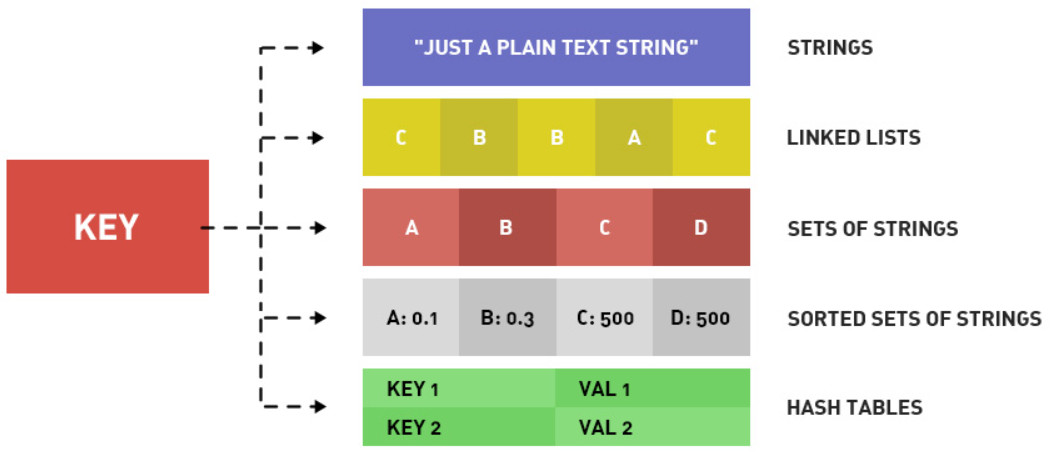 KEY
"JUST A PLAIN TEXT STRING" STRINGS
C B B A C LINKED LISTS
A B C D SETS OF STRINGS
A: 0.1 B: 0.3 C: 500 D: 500 SORTED SETS OF STRINGS
KEY 1 VAL 1
KEY 2 VAL 2
HASH TABLES